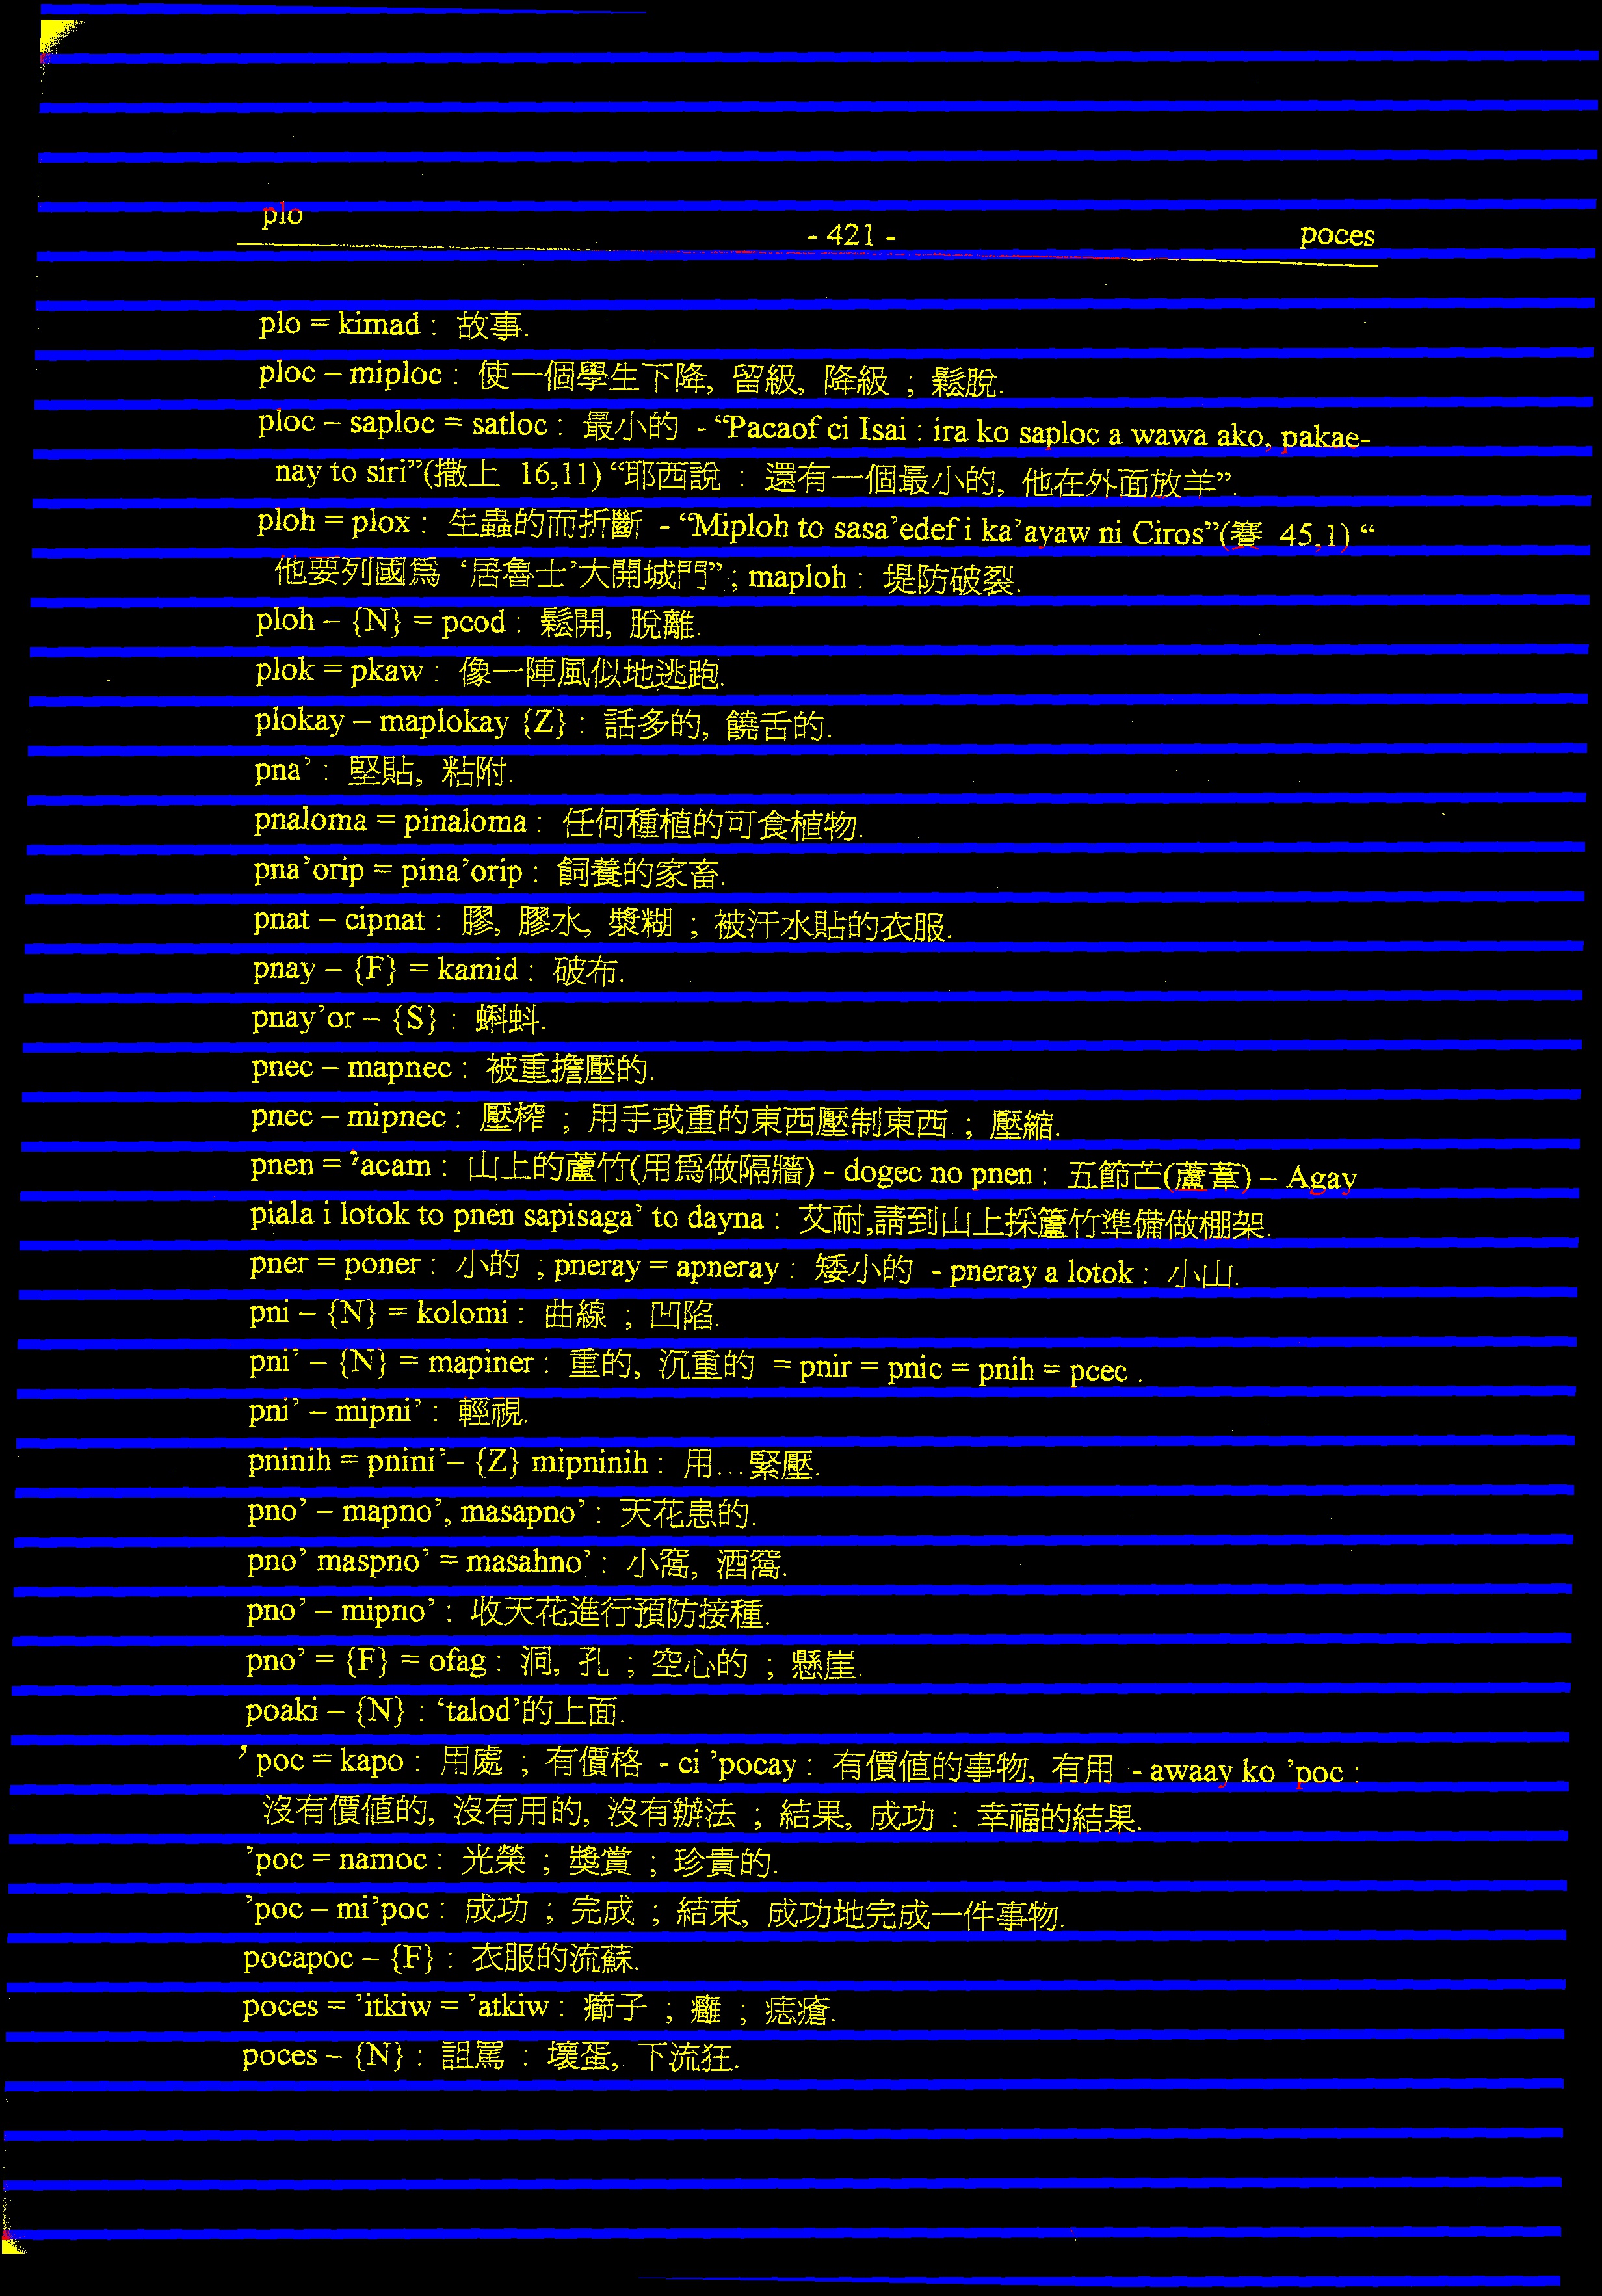 plo
- 421 -
poces
plo = kimad : 故事.
ploc – miploc : 使一個學生下降, 留級, 降級 ; 鬆脫.
ploc – saploc = satloc : 最小的 - “Pacaof ci Isai : ira ko saploc a wawa ako, pakae-
nay to siri”(撒上 16,11) “耶西說 : 還有一個最小的, 他在外面放羊”.
ploh = plox : 生蟲的而折斷 - “Miploh to sasa’edef i ka’ayaw ni Ciros”(賽 45,1) “
他要列國為 ‘居魯士’大開城門” ; maploh : 堤防破裂.
ploh – {N} = pcod : 鬆開, 脫離.
plok = pkaw : 像一陣風似地逃跑.
plokay – maplokay {Z} : 話多的, 饒舌的.
pna’ : 堅貼, 粘附.
pnaloma = pinaloma : 任何種植的可食植物.
pna’orip = pina’orip : 飼養的家畜.
pnat – cipnat : 膠, 膠水, 漿糊 ; 被汗水貼的衣服.
pnay – {F} = kamid : 破布.
pnay’or – {S} : 蝌蚪.
pnec – mapnec : 被重擔壓的.
pnec – mipnec : 壓榨 ; 用手或重的東西壓制東西 ; 壓縮.
pnen = ’acam : 山上的蘆竹(用為做隔牆) - dogec no pnen : 五節芒(蘆葦) – Agay
piala i lotok to pnen sapisaga’ to dayna : 艾耐,請到山上採籚竹準備做棚架.
pner = poner : 小的 ; pneray = apneray : 矮小的 - pneray a lotok : 小山.
pni – {N} = kolomi : 曲線 ; 凹陷.
pni’ – {N} = mapiner : 重的, 沉重的 = pnir = pnic = pnih = pcec .
pni’ – mipni’ : 輕視.
pninih = pnini’– {Z} mipninih : 用…緊壓.
pno’ – mapno’, masapno’ : 天花患的.
pno’ maspno’ = masahno’ : 小窩, 酒窩.
pno’ – mipno’ : 收天花進行預防接種.
pno’ = {F} = ofag : 洞, 孔 ; 空心的 ; 懸崖.
poaki – {N} : ‘talod’的上面.
’poc = kapo : 用處 ; 有價格 - ci ’pocay : 有價值的事物, 有用 - awaay ko ’poc :
沒有價值的, 沒有用的, 沒有辦法 ; 結果, 成功 : 幸福的結果.
’poc = namoc : 光榮 ; 獎賞 ; 珍貴的.
’poc – mi’poc : 成功 ; 完成 ; 結束, 成功地完成一件事物.
pocapoc – {F} : 衣服的流蘇.
poces = ’itkiw = ’atkiw : 癤子 ; 癰 ; 痣瘡.
poces – {N} : 詛罵 : 壞蛋, 下流狂.